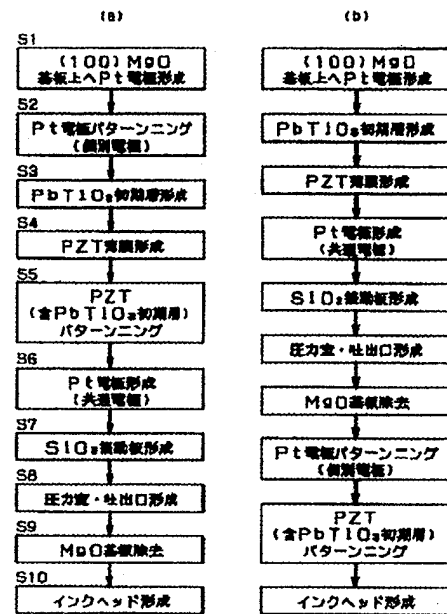 (a)
S1
(100)MgO
基板上へPt電極形成
S2
Pt電極パターンニング
(個別電極)
S3
PbTiO₃初期層形成
S4
PZT薄膜形成
S5
PZT
(含PbTiO₃初期層)
パターンニング
S6
Pt電極形成
(共通電極)
S7
SiO₂振動板形成
S8
圧力室・吐出口形成
S9
MgO基板除去
S10
インクヘッド形成
(b)
(100)MgO
基板上へPt電極形成
PbTiO₃初期層形成
PZT薄膜形成
Pt電極形成
(共通電極)
SiO₂振動板形成
圧力室・吐出口形成
MgO基板除去
Pt電極パターンニング
(個別電極)
PZT
(含PbTiO₃初期層)
パターンニング
インクヘッド形成